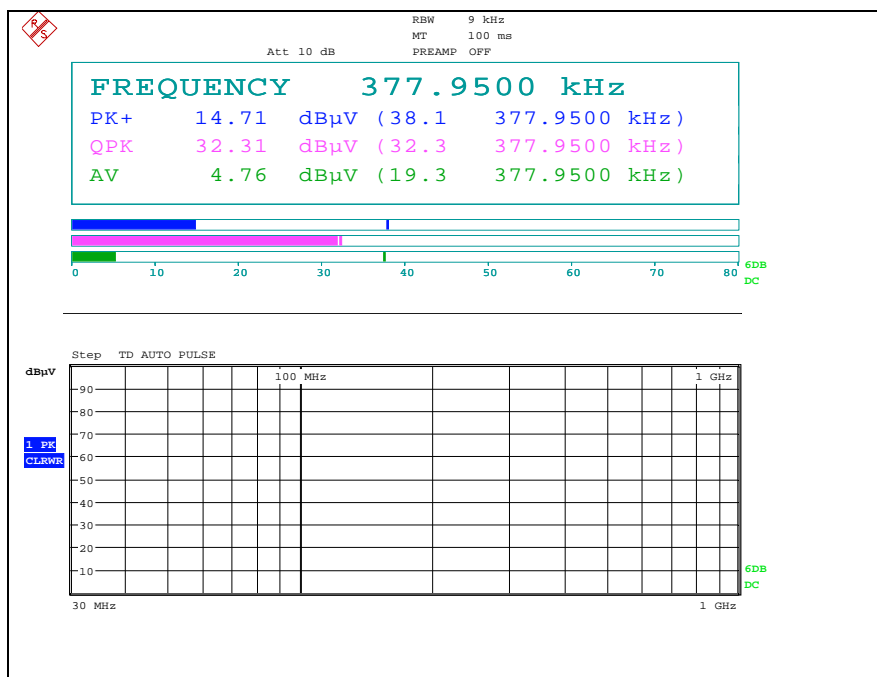 R
S
RBW 9 kHz
MT 100 ms
Att 10 dB PREAMP OFF
FREQUENCY 377.9500 kHz
PK+ 14.71 dBµV (38.1 377.9500 kHz)
QPK 32.31 dBµV (32.3 377.9500 kHz)
AV 4.76 dBµV (19.3 377.9500 kHz)
0 10 20 30 40 50 60 70 80
6DB
DC
Step TD AUTO PULSE
dBµV
100 MHz 1 GHz
90
80
70
1 PK
CLRWR
60
50
40
30
20
10
6DB
DC
30 MHz 1 GHz